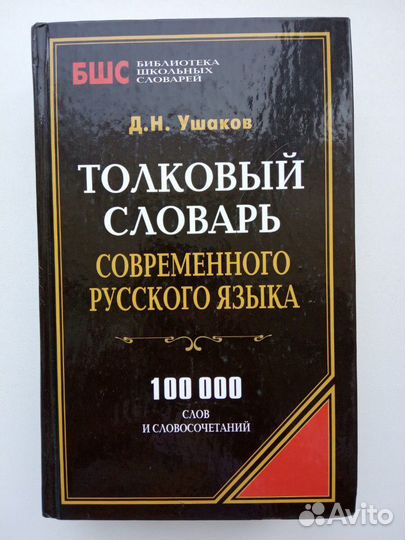 БШС
БИБЛИОТЕКА
ШКОЛЬНЫХ
СЛОВАРЕЙ
Д.Н. Ушаков
ТОЛКОВЫЙ
СЛОВАРЬ
СОВРЕМЕННОГО
РУССКОГО ЯЗЫКА
100 000
СЛОВ
И СЛОВОСОЧЕТАНИЙ
Avito